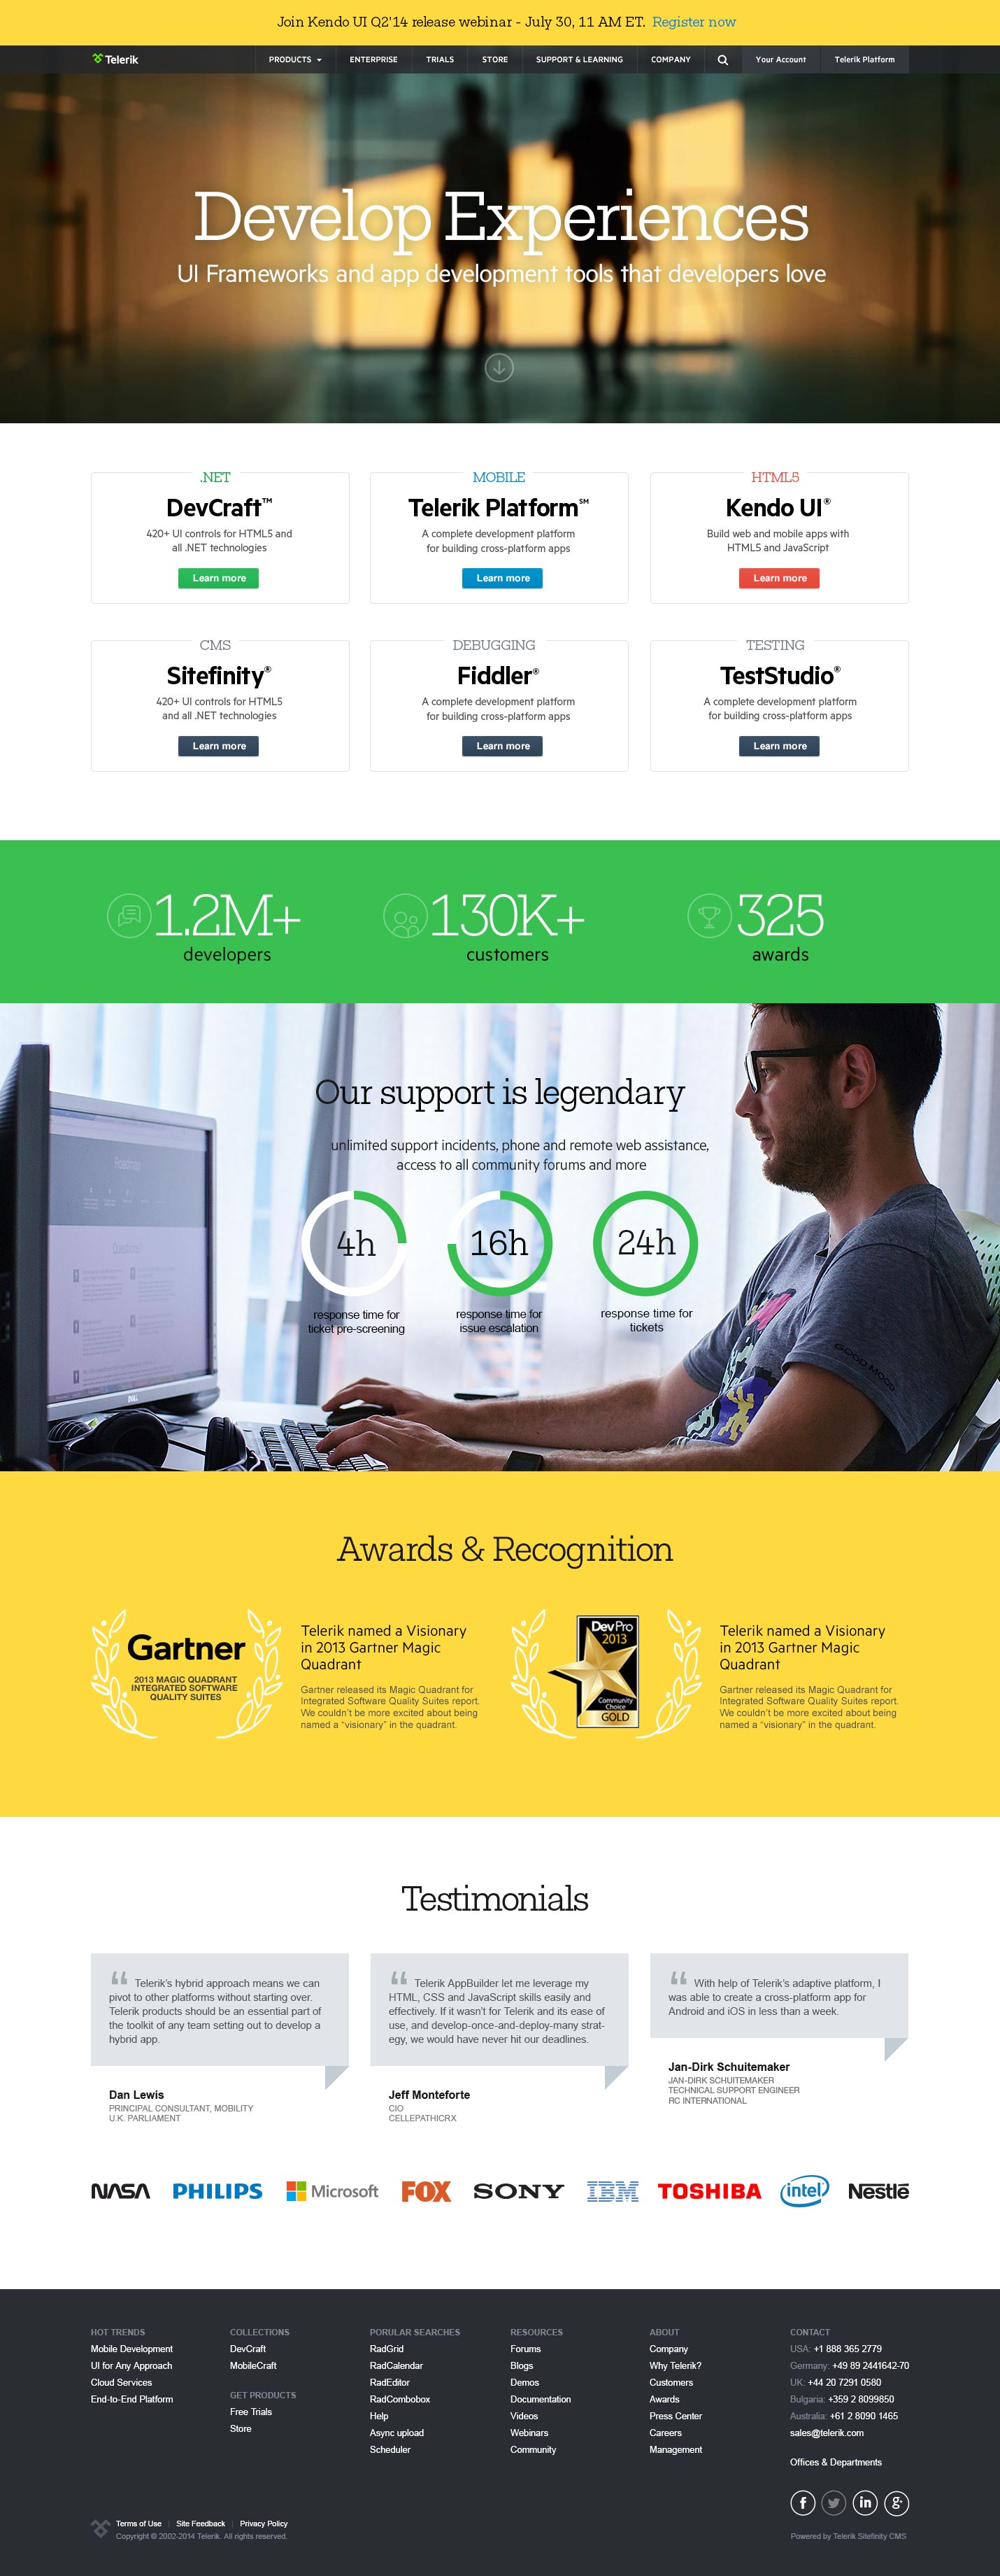 Join Kendo UI Q2'14 release webinar - July 30, 11 AM ET. Register now
Telerik
PRODUCTS
ENTERPRISE
TRIALS
STORE
SUPPORT & LEARNING
COMPANY
Your Account
Telerik Platform
Develop Experiences
UI Frameworks and app development tools that developers love
.NET
DevCraft™
420+ UI controls for HTML5 and
all .NET technologies
Learn more
MOBILE
Telerik Platform℠
A complete development platform
for building cross-platform apps
Learn more
HTML5
Kendo UI®
Build web and mobile apps with
HTML5 and JavaScript
Learn more
CMS
Sitefinity®
420+ UI controls for HTML5
and all .NET technologies
Learn more
DEBUGGING
Fiddler®
A complete development platform
for building cross-platform apps
Learn more
TESTING
TestStudio®
A complete development platform
for building cross-platform apps
Learn more
1.2M+
developers
130K+
customers
325
awards
Our support is legendary
unlimited support incidents, phone and remote web assistance,
access to all community forums and more
4h
response time for
ticket pre-screening
16h
response time for
issue escalation
24h
response time for
tickets
Roadmap
Questions
DELL
GOOD MOOD
Awards & Recognition
Gartner
2013 MAGIC QUADRANT
INTEGRATED SOFTWARE
QUALITY SUITES
Telerik named a Visionary
in 2013 Gartner Magic
Quadrant
Gartner released its Magic Quadrant for
Integrated Software Quality Suites report.
We couldn't be more excited about being
named a “visionary” in the quadrant.
DevPro
2013
Community
Choice
GOLD
Telerik named a Visionary
in 2013 Gartner Magic
Quadrant
Gartner released its Magic Quadrant for
Integrated Software Quality Suites report.
We couldn't be more excited about being
named a “visionary” in the quadrant.
Testimonials
“ Telerik's hybrid approach means we can
pivot to other platforms without starting over.
Telerik products should be an essential part of
the toolkit of any team setting out to develop a
hybrid app.
Dan Lewis
PRINCIPAL CONSULTANT, MOBILITY
U.K. PARLIAMENT
“ Telerik AppBuilder let me leverage my
HTML, CSS and JavaScript skills easily and
effectively. If it wasn't for Telerik and its ease of
use, and develop-once-and-deploy-many strat-
egy, we would have never hit our deadlines.
Jeff Monteforte
CIO
CELLEPATHICRX
“ With help of Telerik's adaptive platform, I
was able to create a cross-platform app for
Android and iOS in less than a week.
Jan-Dirk Schuitemaker
JAN-DIRK SCHUITEMAKER
TECHNICAL SUPPORT ENGINEER
RC INTERNATIONAL
NASA
PHILIPS
Microsoft
FOX
SONY
IBM
TOSHIBA
intel
Nestlé
HOT TRENDS
Mobile Development
UI for Any Approach
Cloud Services
End-to-End Platform
COLLECTIONS
DevCraft
MobileCraft
GET PRODUCTS
Free Trials
Store
PORULAR SEARCHES
RadGrid
RadCalendar
RadEditor
RadCombobox
Help
Async upload
Scheduler
RESOURCES
Forums
Blogs
Demos
Documentation
Videos
Webinars
Community
ABOUT
Company
Why Telerik?
Customers
Awards
Press Center
Careers
Management
CONTACT
USA: +1 888 365 2779
Germany: +49 89 2441642-70
UK: +44 20 7291 0580
Bulgaria: +359 2 8099850
Australia: +61 2 8090 1465
sales@telerik.com
Offices & Departments
Terms of Use | Site Feedback | Privacy Policy
Copyright © 2002-2014 Telerik. All rights reserved.
Powered by Telerik Sitefinity CMS